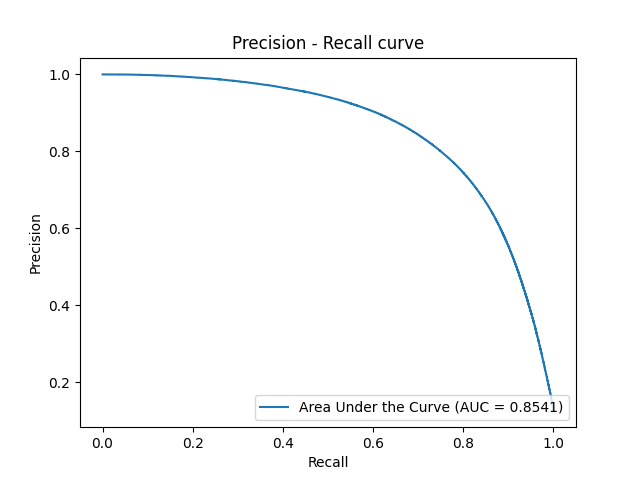 Precision - Recall curve
1.0
0.8
0.6
0.4
0.2
Precision
Area Under the Curve (AUC = 0.8541)
0.0 0.2 0.4 0.6 0.8 1.0
Recall